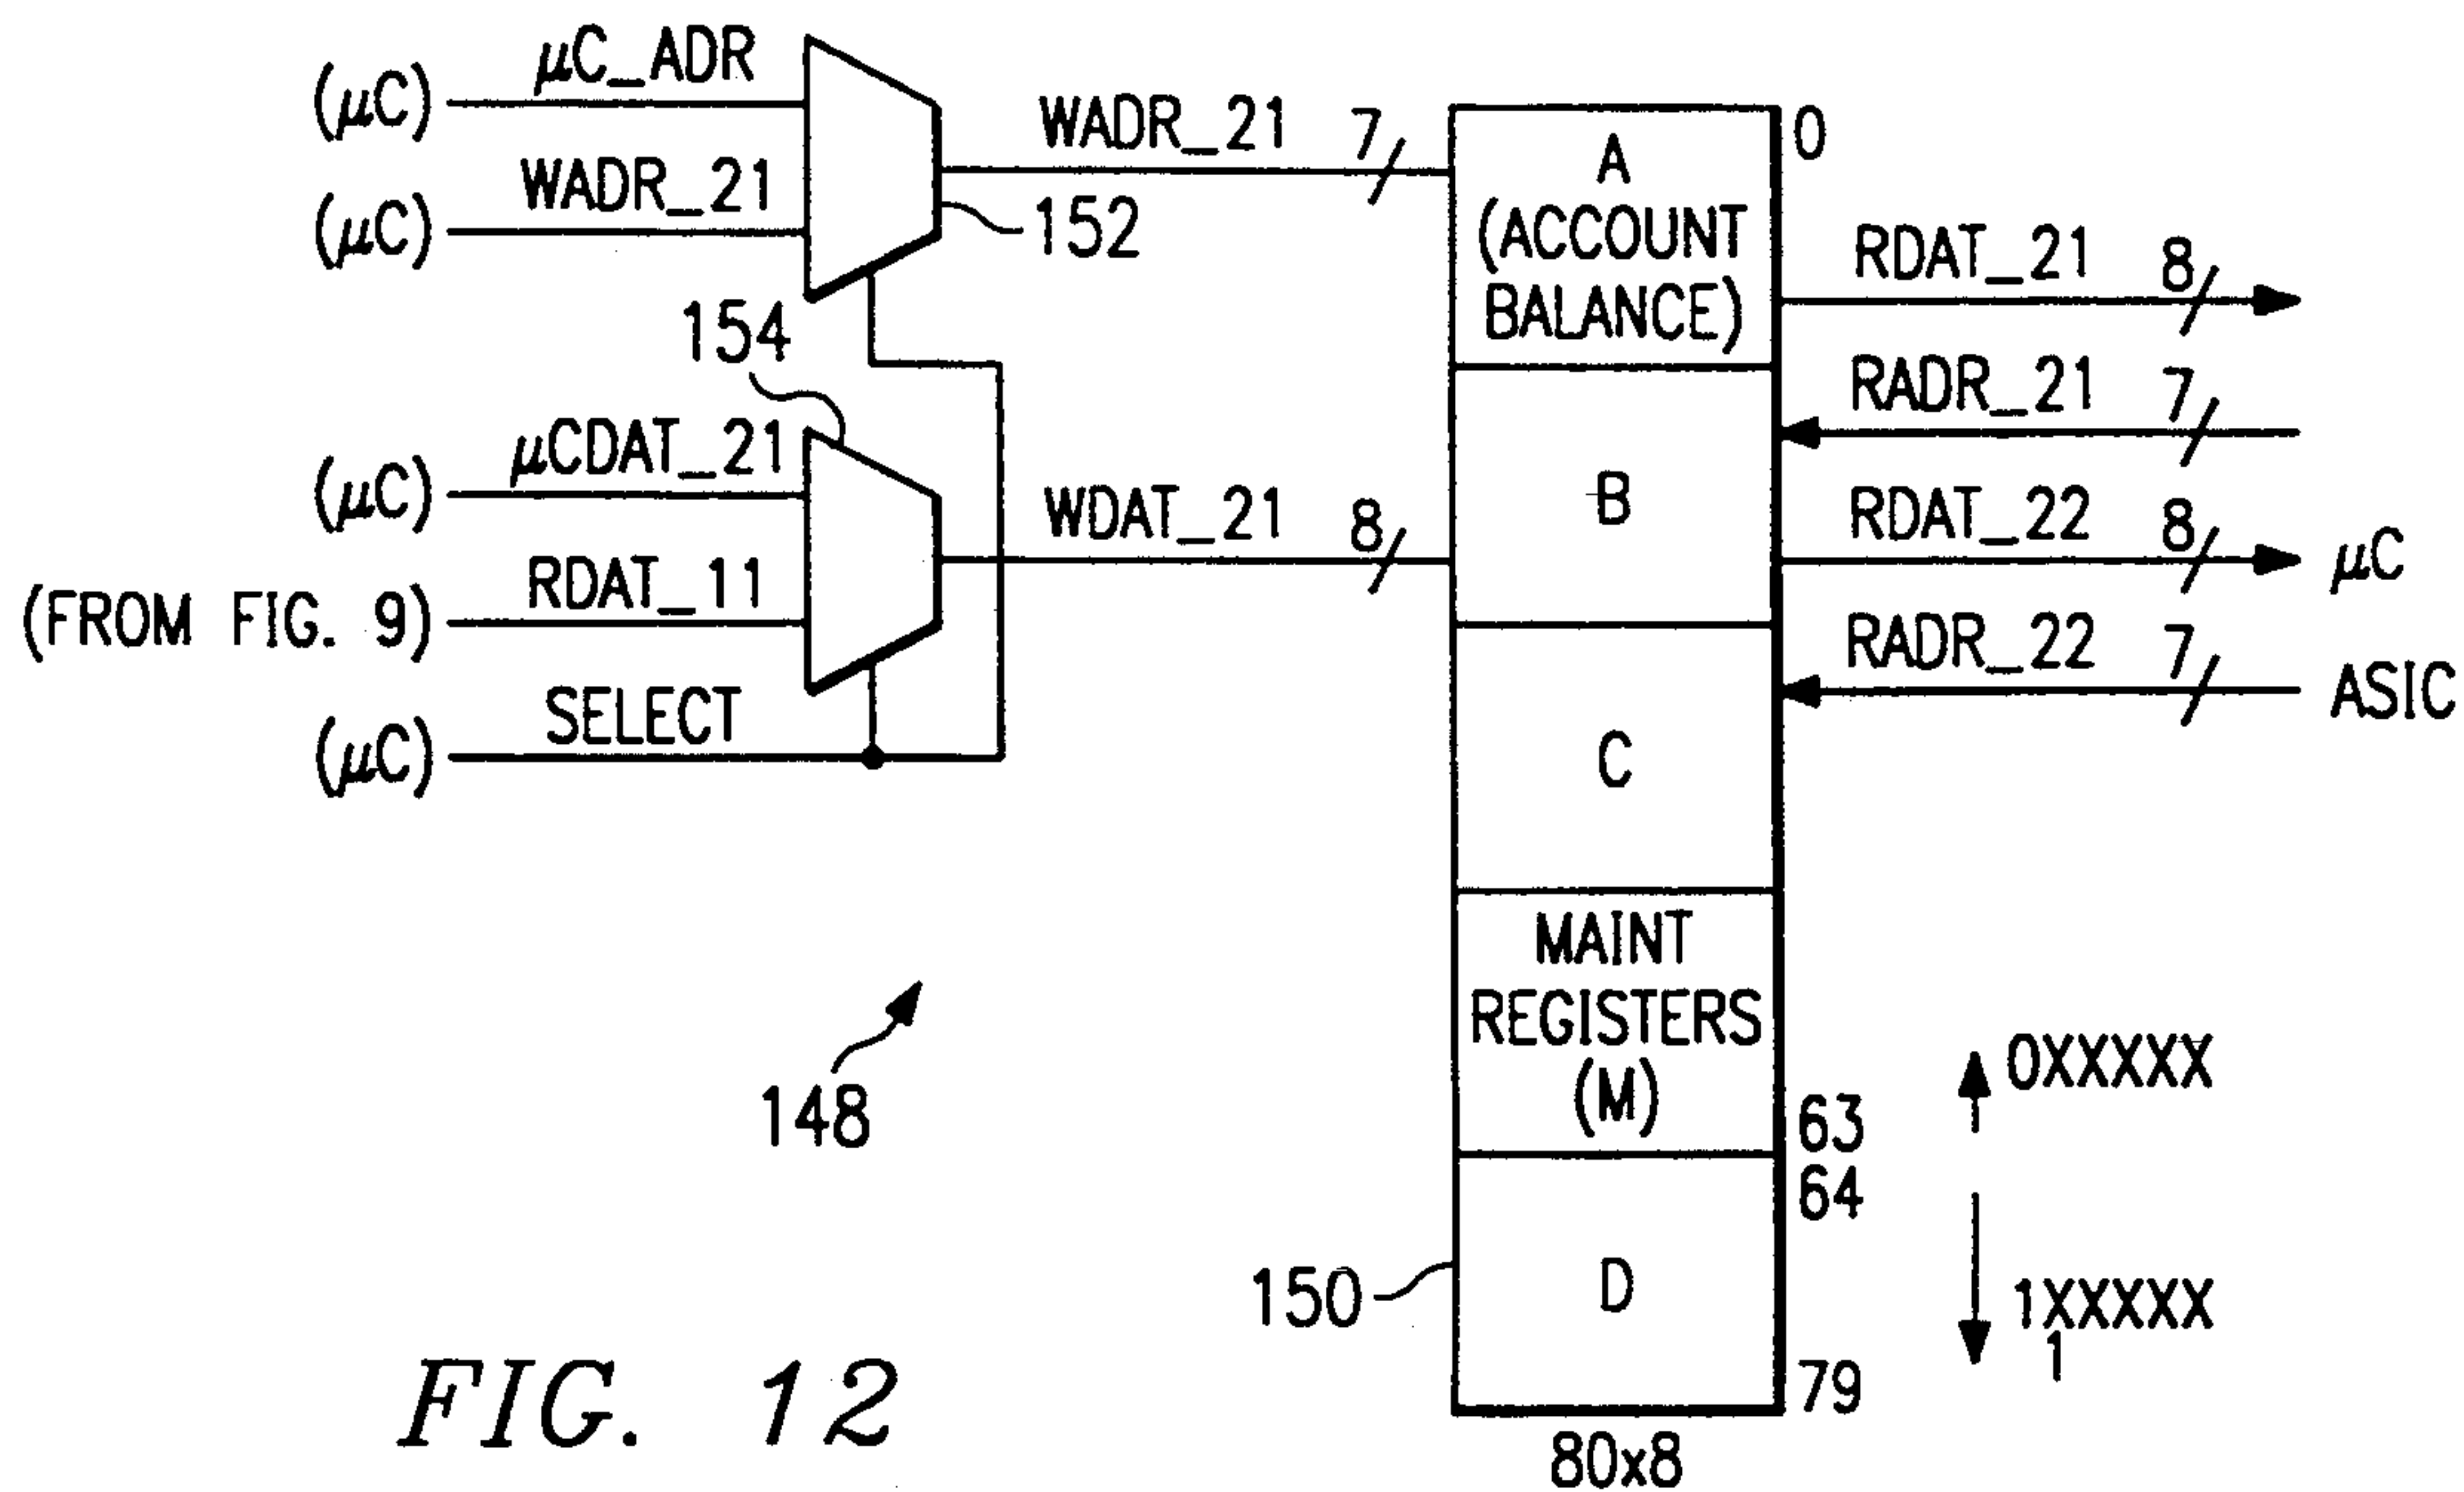 (μC) μC_ADR
(μC) WADR_21
WADR_21 7
152
154
(μC) μCDAT_21
(FROM FIG. 9) RDAT_11
(μC) SELECT
WDAT_21 8
A
(ACCOUNT
BALANCE)
B
C
MAINT
REGISTERS
(M)
D
0
63
64
79
80x8
150
RDAT_21 8
RADR_21 7
RDAT_22 8 μC
RADR_22 7 ASIC
0XXXXX
1XXXXX
1
148
FIG. 12